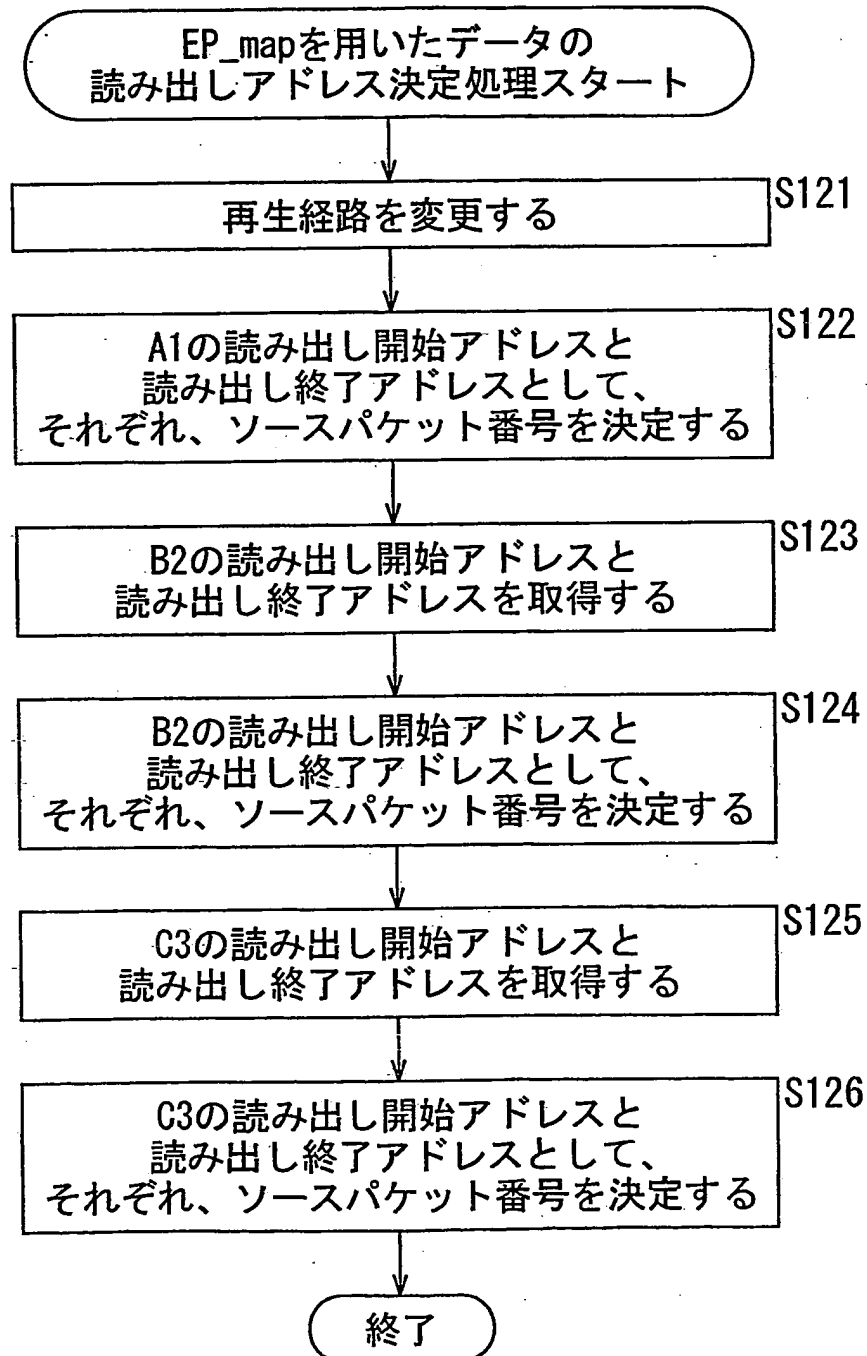 EP_mapを用いたデータの
読み出しアドレス決定処理スタート
再生経路を変更する
S121
A1の読み出し開始アドレスと
読み出し終了アドレスとして、
それぞれ、ソースパケット番号を決定する
S122
B2の読み出し開始アドレスと
読み出し終了アドレスを取得する
S123
B2の読み出し開始アドレスと
読み出し終了アドレスとして、
それぞれ、ソースパケット番号を決定する
S124
C3の読み出し開始アドレスと
読み出し終了アドレスを取得する
S125
C3の読み出し開始アドレスと
読み出し終了アドレスとして、
それぞれ、ソースパケット番号を決定する
S126
終了